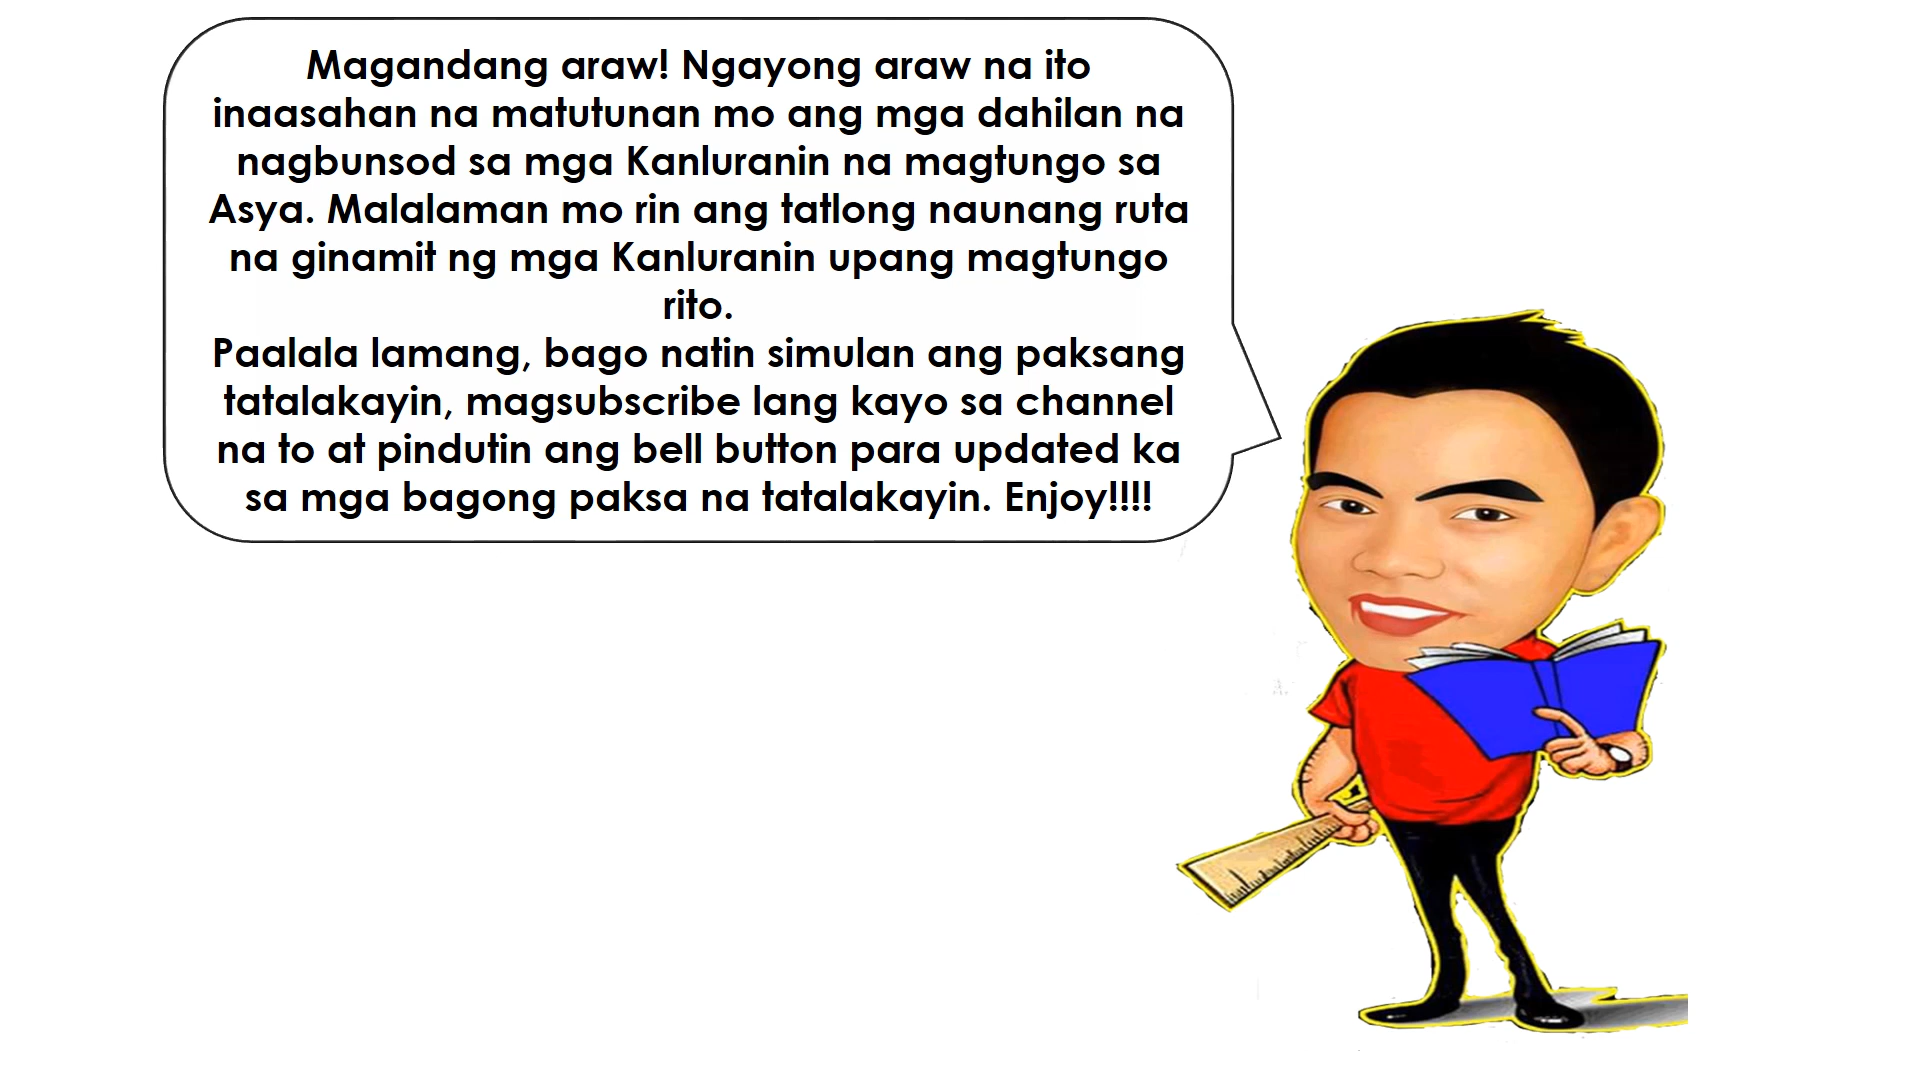 Magandang araw! Ngayong araw na ito
inaasahan na matutunan mo ang mga dahilan na
nagbunsod sa mga Kanluranin na magtungo sa
Asya. Malalaman mo rin ang tatlong naunang ruta
na ginamit ng mga Kanluranin upang magtungo
rito.
Paalala lamang, bago natin simulan ang paksang
tatalakayin, magsubscribe lang kayo sa channel
na to at pindutin ang bell button para updated ka
sa mga bagong paksa na tatalakayin. Enjoy!!!!